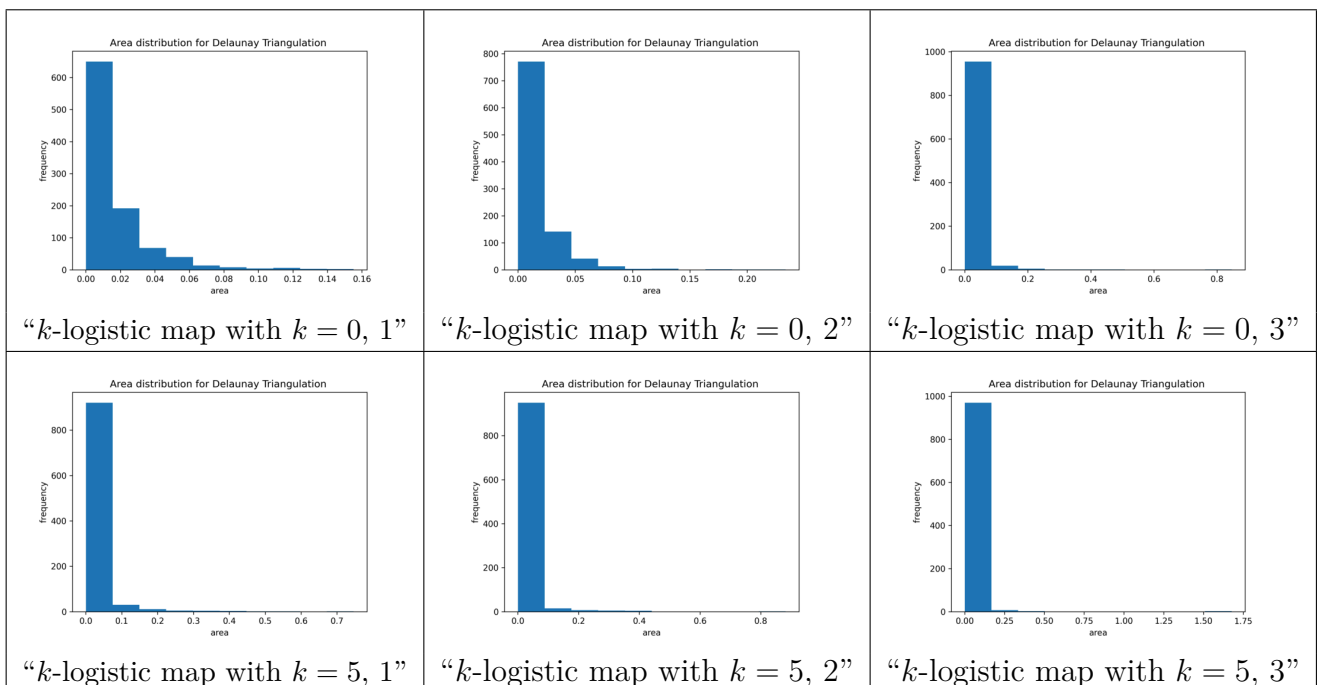 Area distribution for Delaunay Triangulation
600
500
400
300
200
100
0
frequency
0.00 0.02 0.04 0.06 0.08 0.10 0.12 0.14 0.16
area
“k-logistic map with k = 0, 1”
Area distribution for Delaunay Triangulation
800
700
600
500
400
300
200
100
0
frequency
0.00 0.05 0.10 0.15 0.20
area
“k-logistic map with k = 0, 2”
Area distribution for Delaunay Triangulation
1000
800
600
400
200
0
frequency
0.0 0.2 0.4 0.6 0.8
area
“k-logistic map with k = 0, 3”
Area distribution for Delaunay Triangulation
800
600
400
200
0
frequency
0.0 0.1 0.2 0.3 0.4 0.5 0.6 0.7
area
“k-logistic map with k = 5, 1”
Area distribution for Delaunay Triangulation
800
600
400
200
0
frequency
0.0 0.2 0.4 0.6 0.8
area
“k-logistic map with k = 5, 2”
Area distribution for Delaunay Triangulation
1000
800
600
400
200
0
frequency
0.00 0.25 0.50 0.75 1.00 1.25 1.50 1.75
area
“k-logistic map with k = 5, 3”